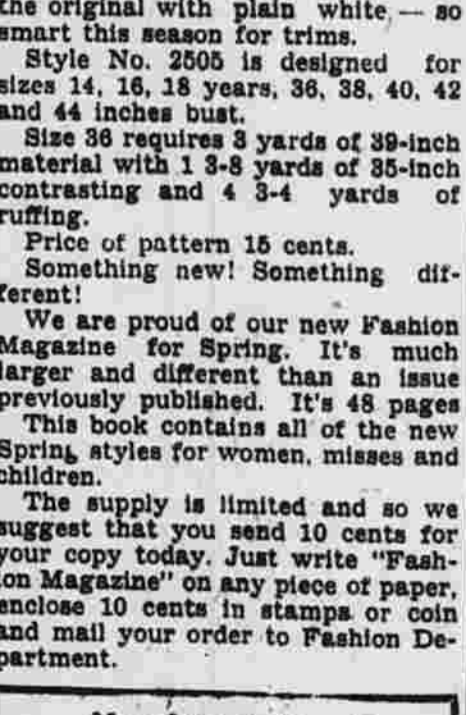 the original with plain white, — so
smart this season for trims.
Style No. 2505 is designed for
sizes 14, 16, 18 years, 36, 38, 40, 42
and 44 inches bust.
Size 36 requires 3 yards of 39-inch
material with 1 3-8 yards of 35-inch
contrasting and 4 3-4 yards of
ruffing.
Price of pattern 15 cents.
Something new! Something dif-
ferent!
We are proud of our new Fashion
Magazine for Spring. It's much
larger and different than an issue
previously published. It's 48 pages
This book contains all of the new
Spring styles for women, misses and
children.
The supply is limited and so we
suggest that you send 10 cents for
your copy today. Just write "Fash-
ion Magazine" on any piece of paper,
enclose 10 cents in stamps or coin
and mail your order to Fashion De-
partment.